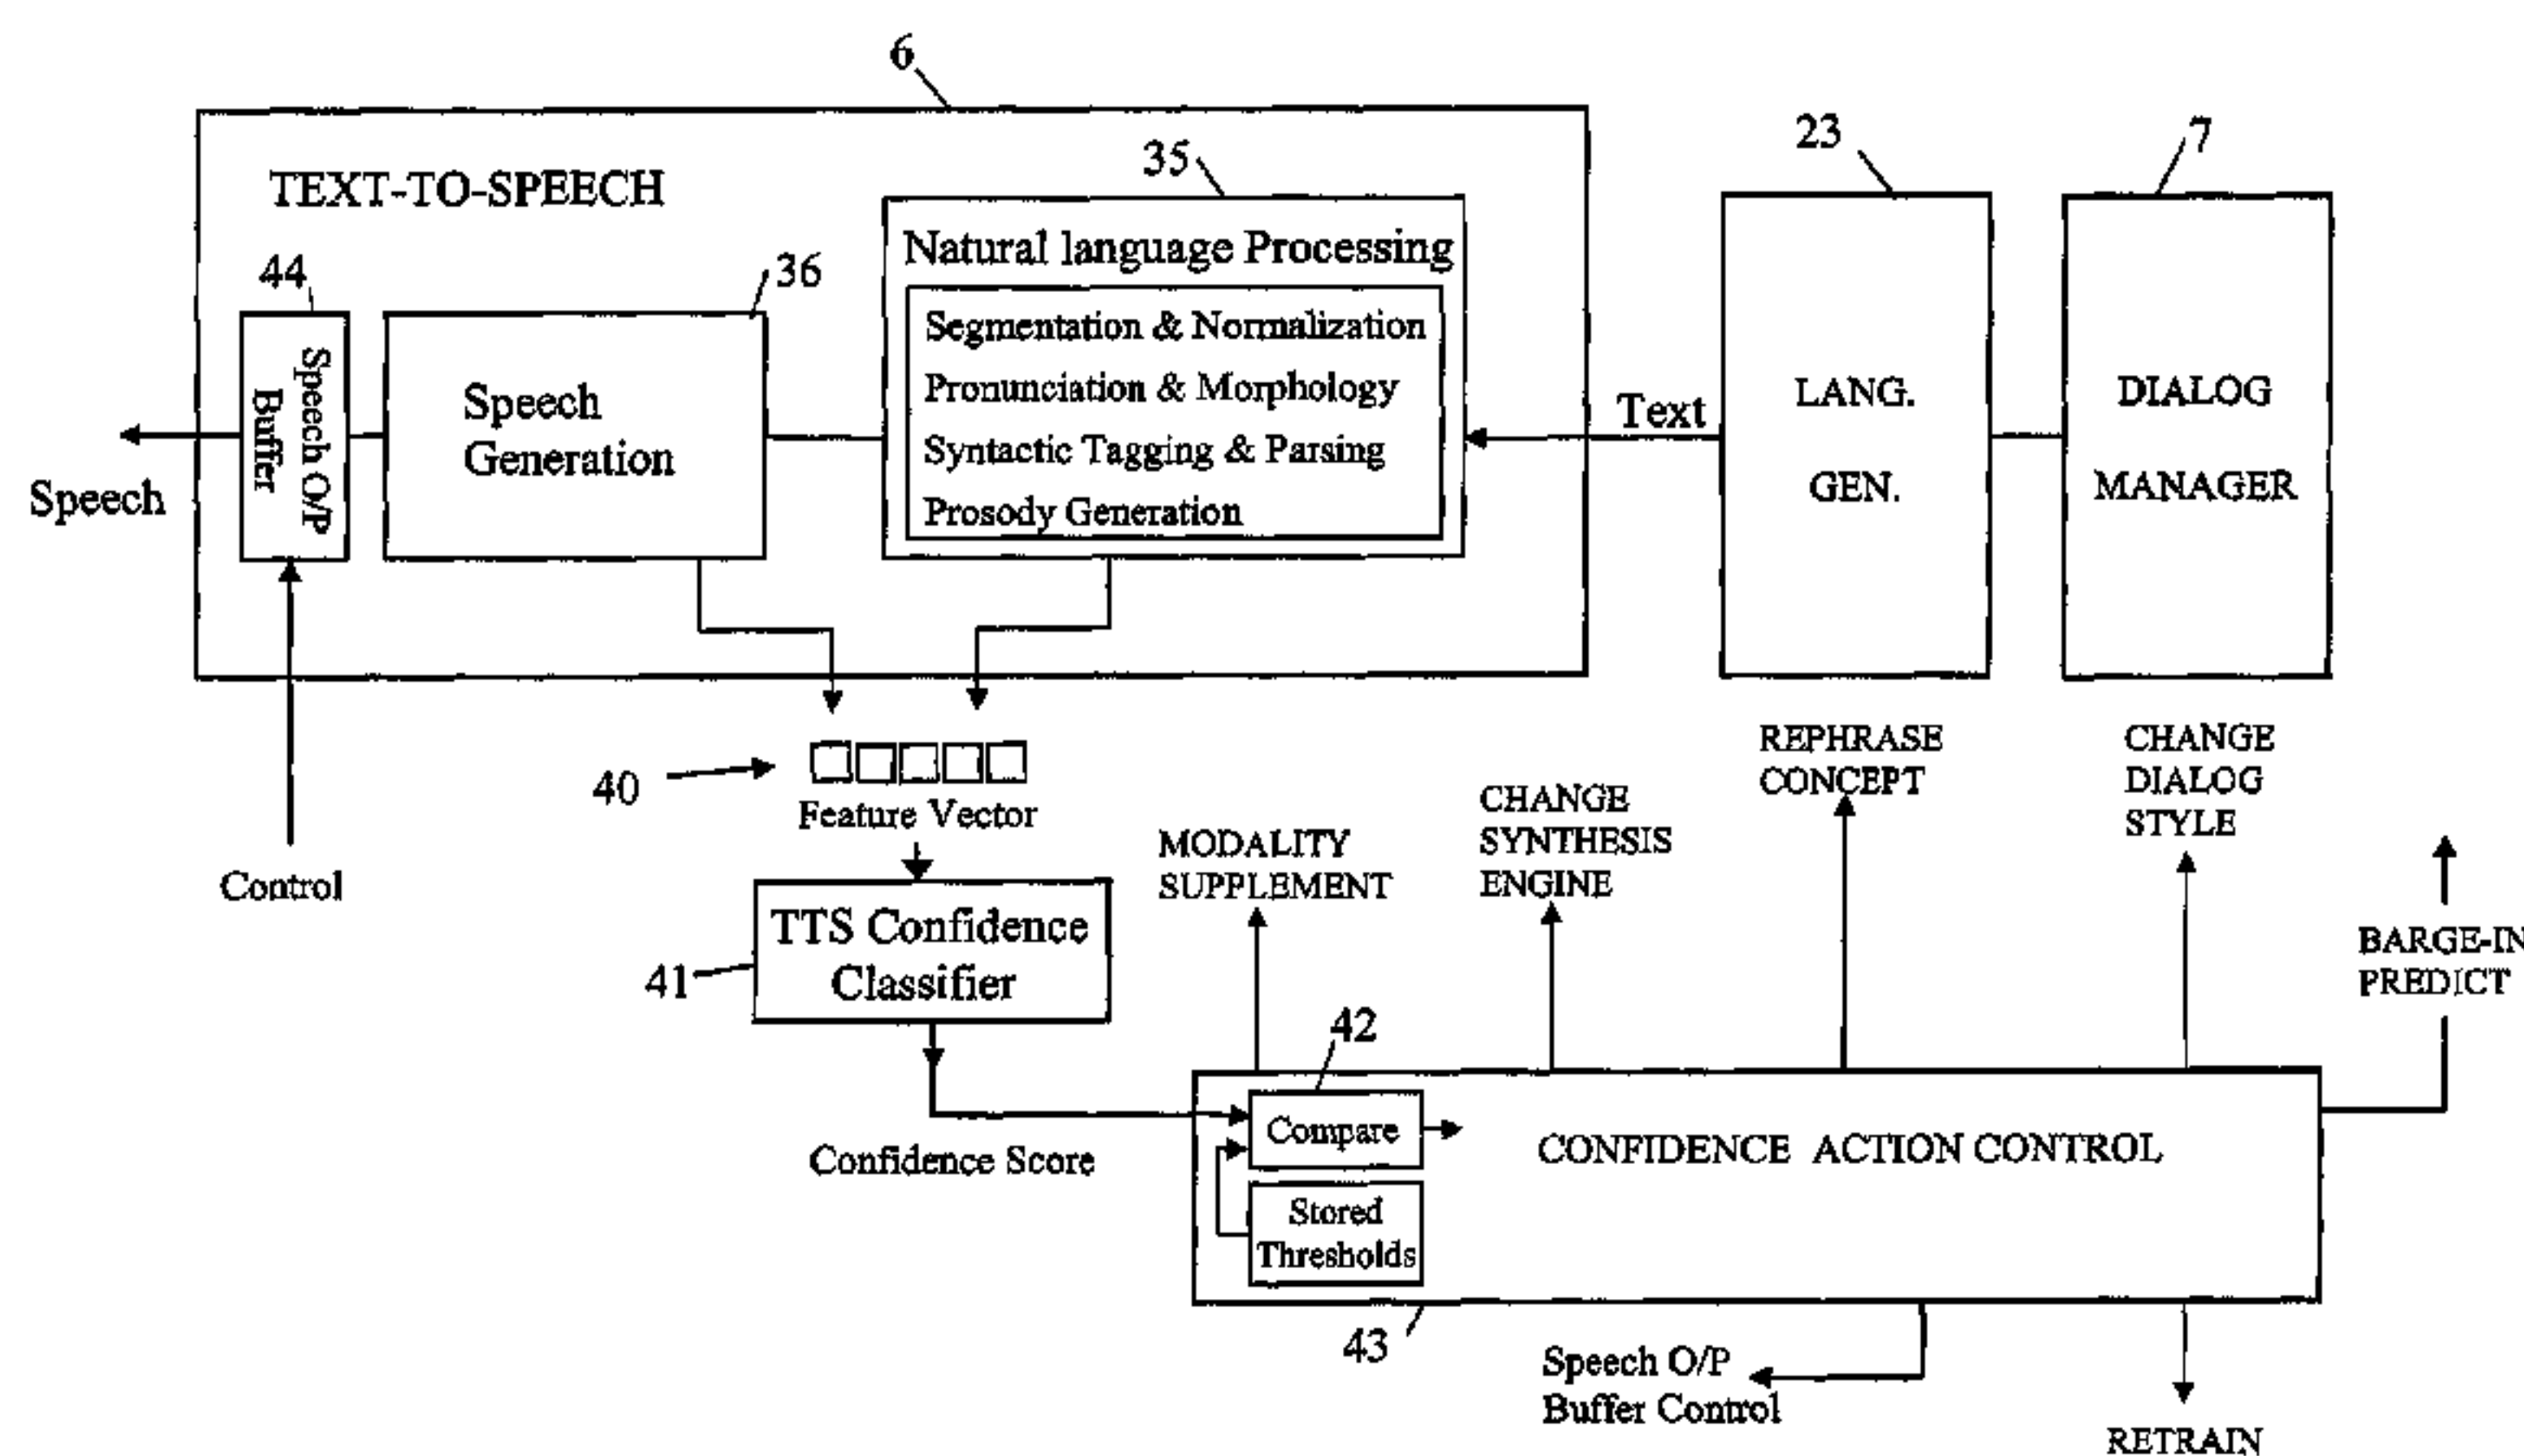 6
TEXT-TO-SPEECH
35
23
7
Natural language Processing
44
36
Segmentation & Normalization
Pronunciation & Morphology
Syntactic Tagging & Parsing
Prosody Generation
Speech O/P
Buffer
Speech
Generation
Text
LANG.
GEN.
DIALOG
MANAGER
Speech
Control
40
Feature Vector
REPHRASE
CONCEPT
CHANGE
DIALOG
STYLE
CHANGE
SYNTHESIS
ENGINE
MODALITY
SUPPLEMENT
TTS Confidence
Classifier
41
BARGE-IN
PREDICT
42
Compare
Confidence Score
CONFIDENCE ACTION CONTROL
Stored
Thresholds
43
Speech O/P
Buffer Control
RETRAIN